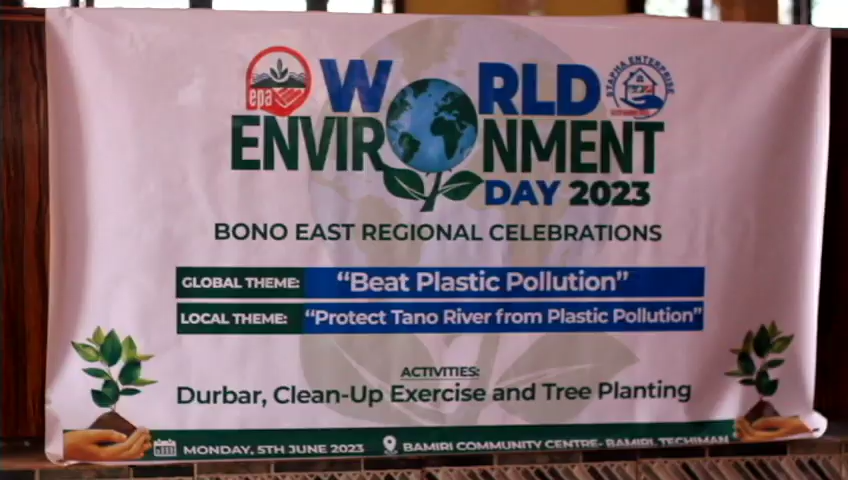 epa
STAPHA ENTERPRISE
WORLD
ENVIRONMENT
DAY 2023
BONO EAST REGIONAL CELEBRATIONS
GLOBAL THEME: “Beat Plastic Pollution”
LOCAL THEME: “Protect Tano River from Plastic Pollution”
ACTIVITIES:
Durbar, Clean-Up Exercise and Tree Planting
MONDAY, 5TH JUNE 2023 BAMIRI COMMUNITY CENTRE- BAMIRI, TECHIMAN